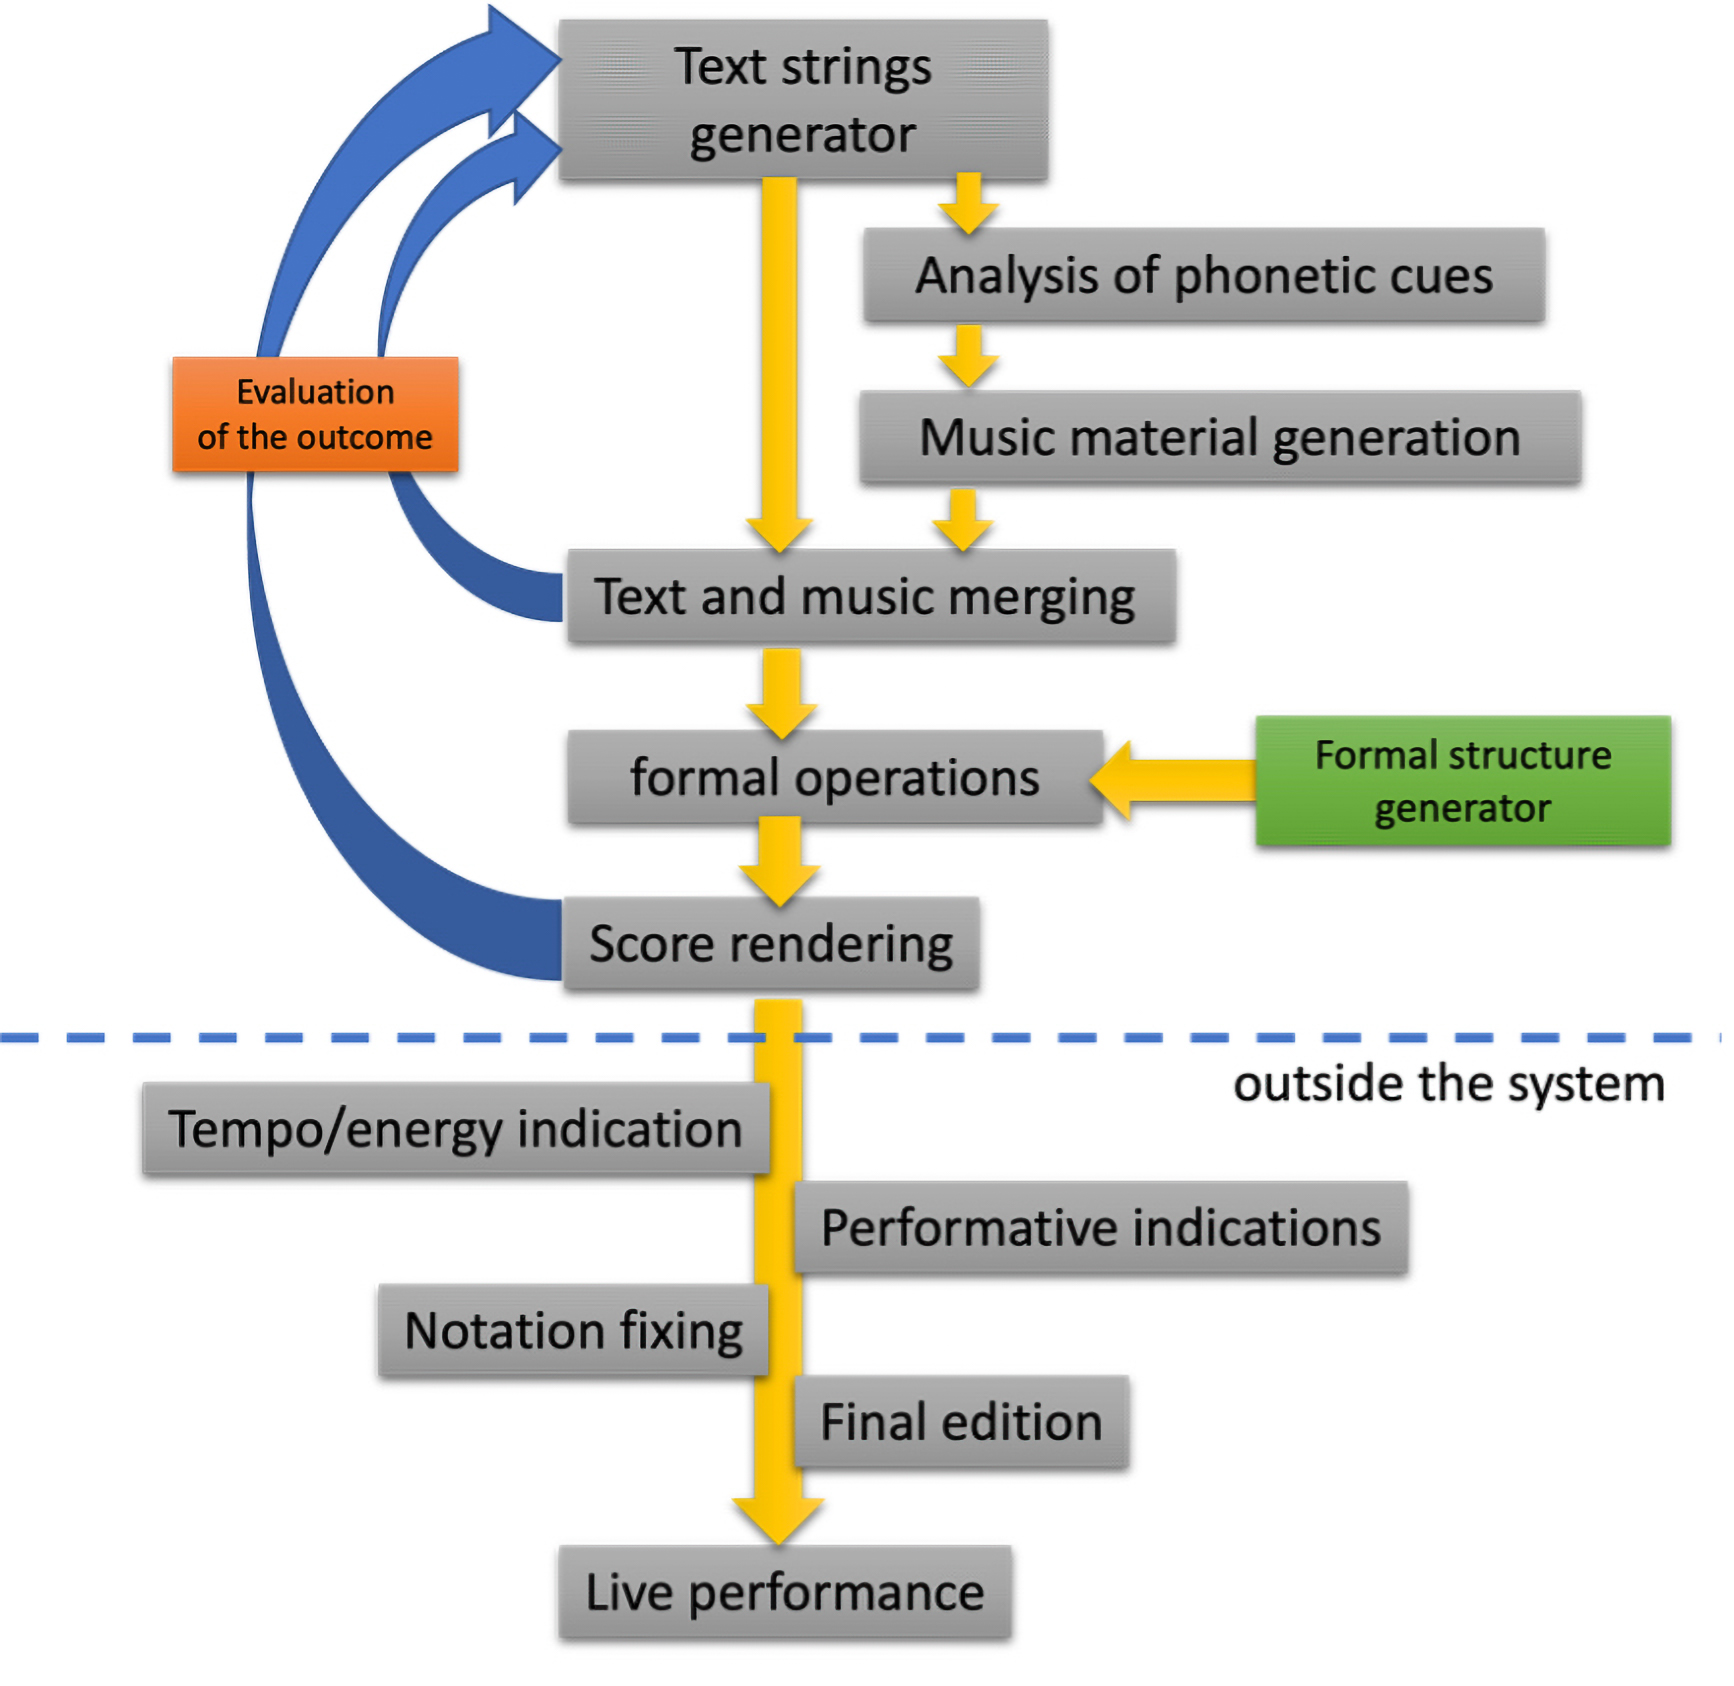 Text strings
generator
Analysis of phonetic cues
Evaluation
of the outcome
Music material generation
Text and music merging
formal operations
Formal structure
generator
Score rendering
outside the system
Tempo/energy indication
Performative indications
Notation fixing
Final edition
Live performance